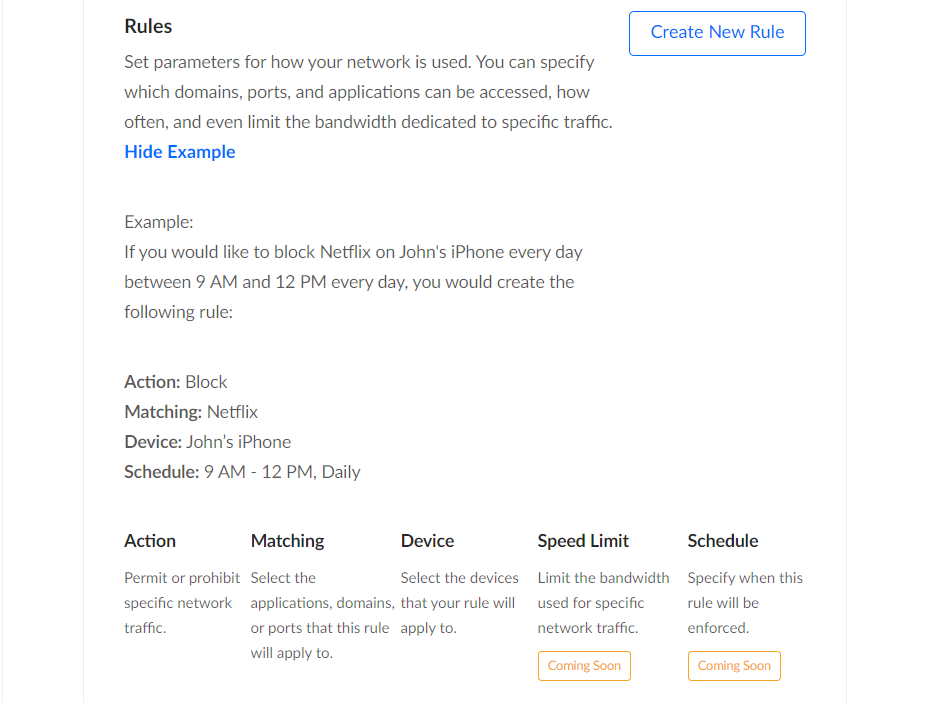 Rules
Create New Rule
Set parameters for how your network is used. You can specify
which domains, ports, and applications can be accessed, how
often, and even limit the bandwidth dedicated to specific traffic.
Hide Example
Example:
If you would like to block Netflix on John's iPhone every day
between 9 AM and 12 PM every day, you would create the
following rule:
Action: Block
Matching: Netflix
Device: John’s iPhone
Schedule: 9 AM - 12 PM, Daily
Action
Permit or prohibit
specific network
traffic.
Matching
Select the
applications, domains,
or ports that this rule
will apply to.
Device
Select the devices
that your rule will
apply to.
Speed Limit
Limit the bandwidth
used for specific
network traffic.
Coming Soon
Schedule
Specify when this
rule will be
enforced.
Coming Soon